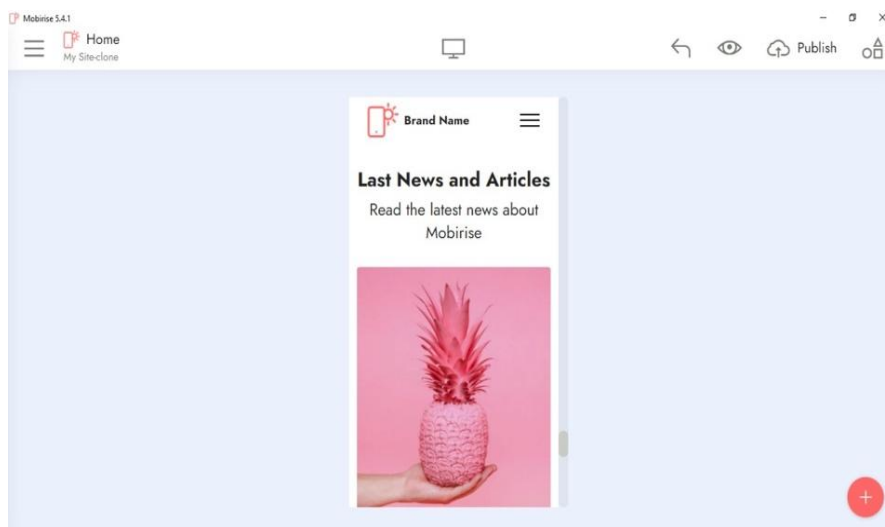 Mobirise 5.4.1
Home
My Site-clone
Publish
Brand Name
Last News and Articles
Read the latest news about
Mobirise